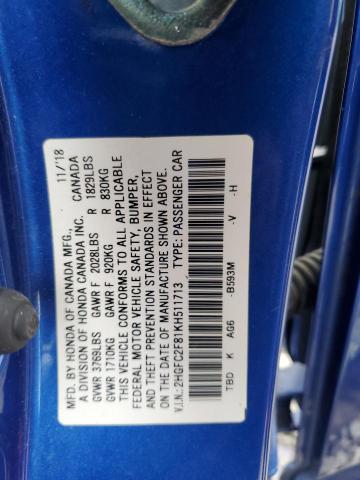 MFD. BY HONDA OF CANADA MFG., 11/'18
A DIVISION OF HONDA CANADA INC. CANADA
GVWR 3769LBS GAWR F 2028LBS R 1829LBS
GVWR 1710KG GAWR F 920KG R 830KG
THIS VEHICLE CONFORMS TO ALL APPLICABLE
FEDERAL MOTOR VEHICLE SAFETY, BUMPER,
AND THEFT PREVENTION STANDARDS IN EFFECT
ON THE DATE OF MANUFACTURE SHOWN ABOVE.
V.I.N.: 2HGFC2F81KH511713 TYPE: PASSENGER CAR
TBD K AG6 -B593M -V -H